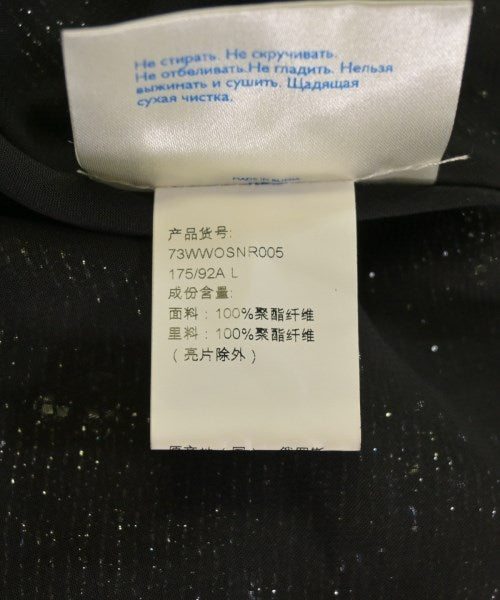 Не стирать. Не скручивать.
Не отбеливать.Не гладить. Нельзя
выжинать и сушить. Щадящая
сухая чистка.
产品货号:
73WWOSNR005
175/92A L
成份含量:
面料：100%聚酯纤维
里料：100%聚酯纤维
（亮片除外）